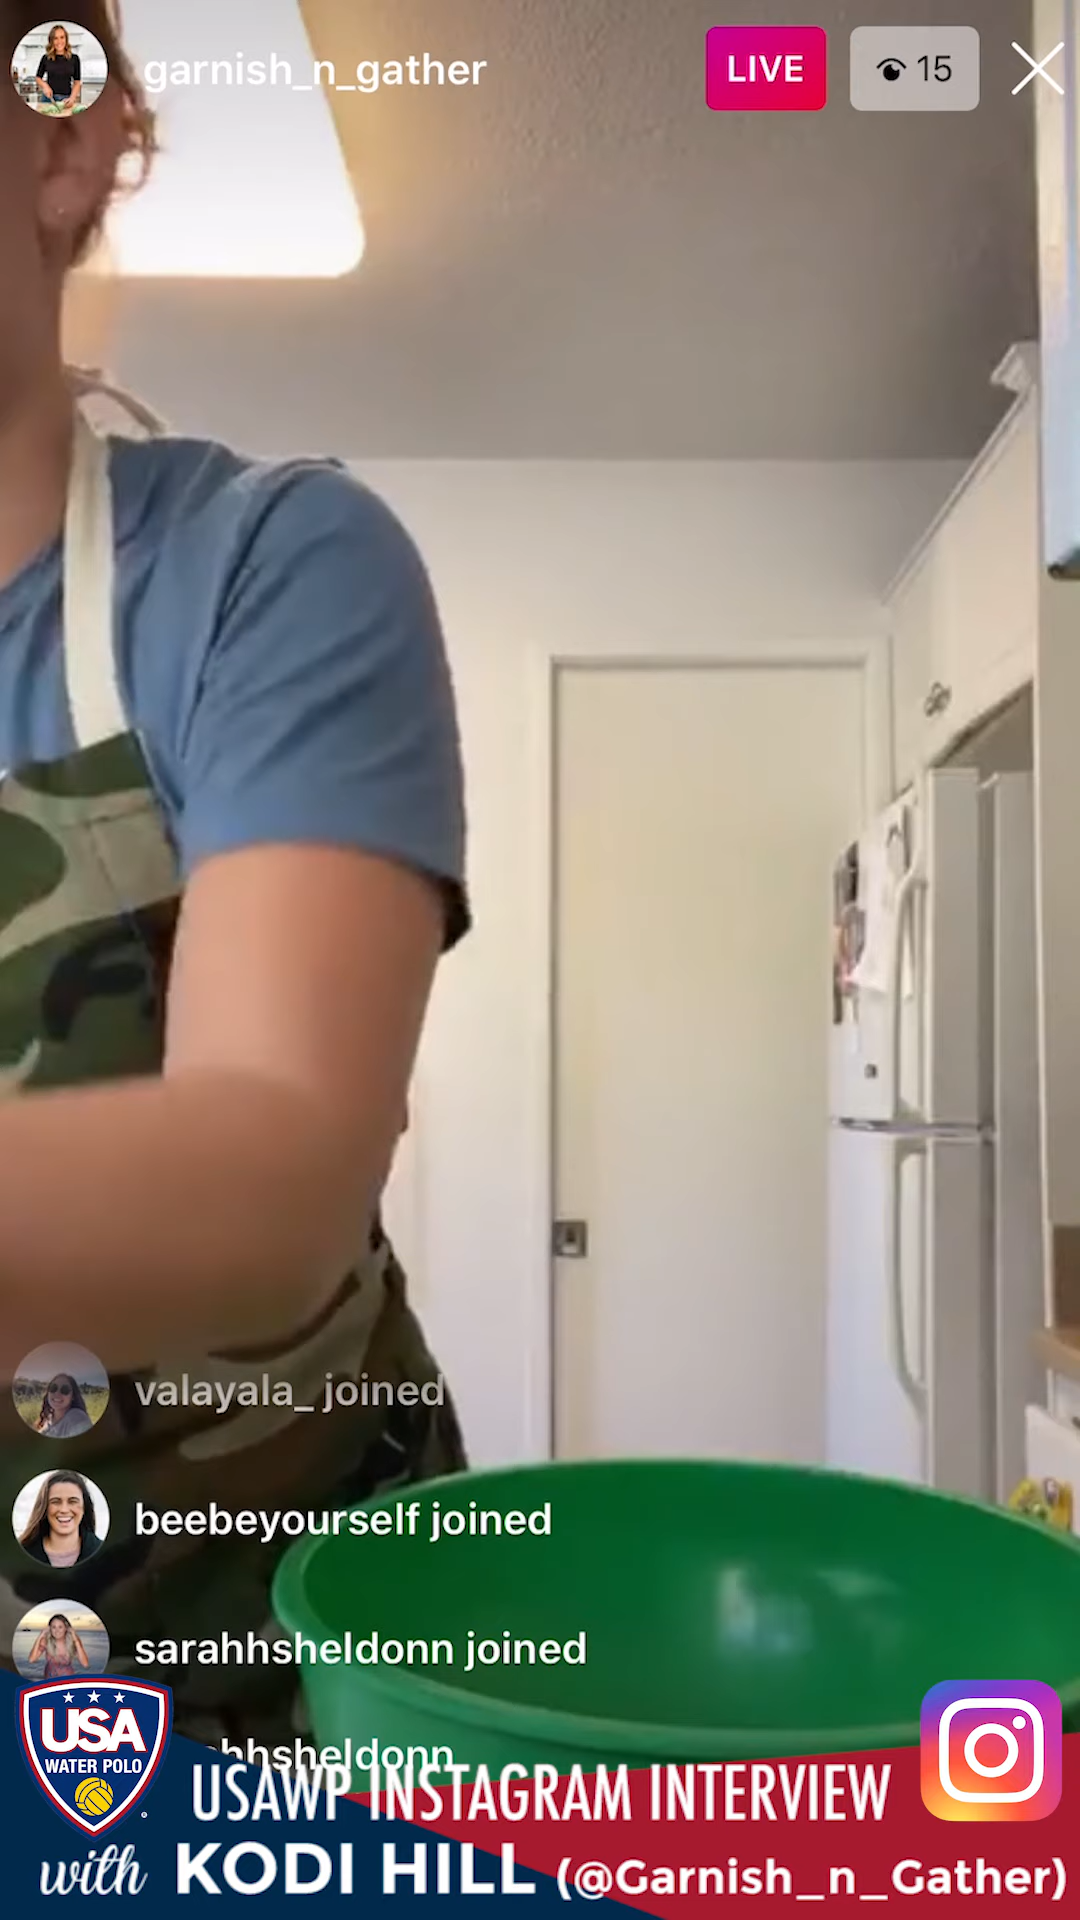 garnish_n_gather
LIVE
15
valayala_ joined
beebeyourself joined
sarahhsheldonn joined
USA
WATER POLO
USAWP INSTAGRAM INTERVIEW
with KODI HILL (@Garnish_n_Gather)